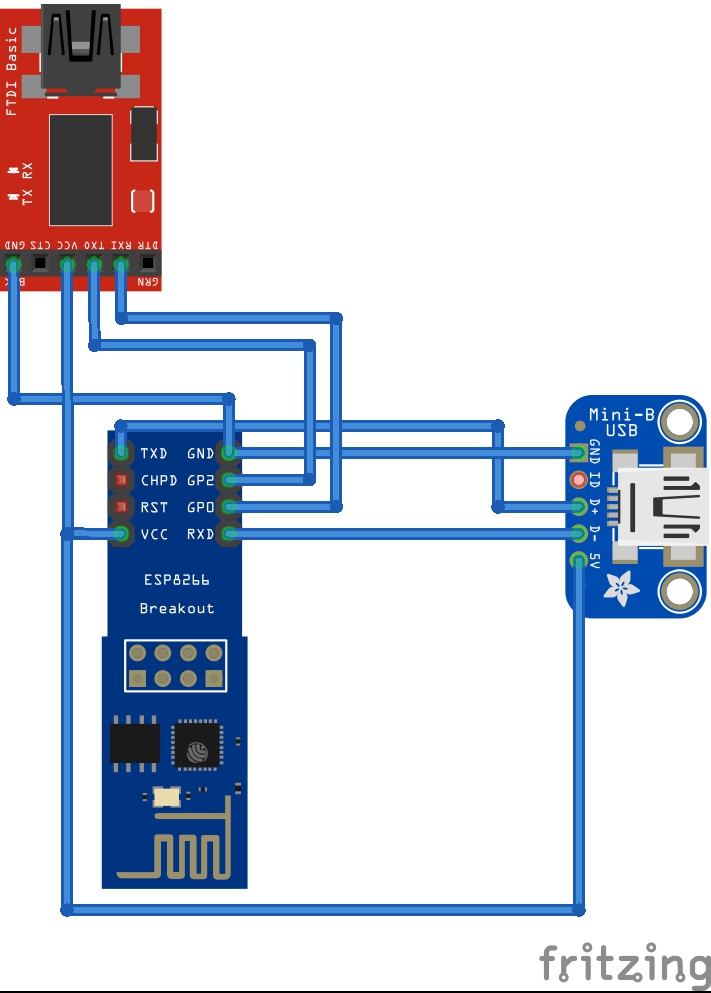 FTDI Basic
TX RX
GND CTS VCC TXO RXI DTR
BLK GRN
Mini-B
USB
GND
ID
D+
D-
5V
TXD GND
CHPD GP2
RST GP0
VCC RXD
ESP8266
Breakout
fritzing